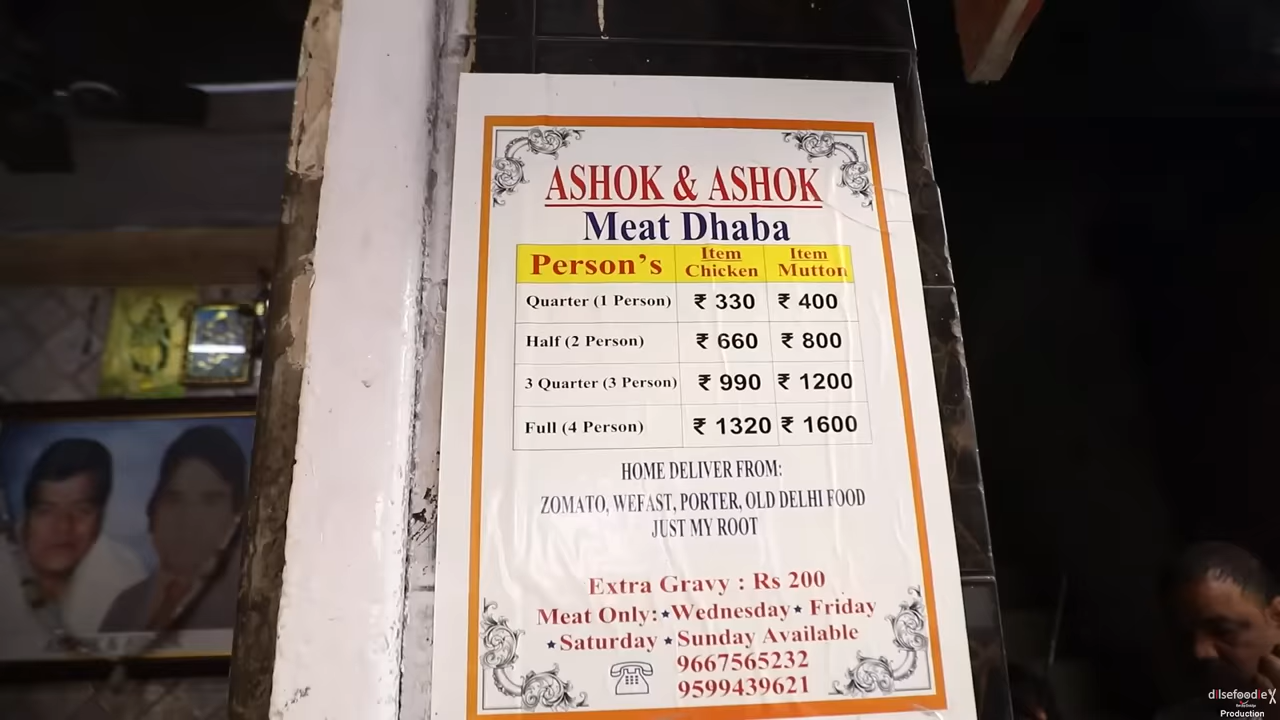 ASHOK & ASHOK
Meat Dhaba
Person's Item Chicken Item Mutton
Quarter (1 Person) ₹ 330 ₹ 400
Half (2 Person) ₹ 660 ₹ 800
3 Quarter (3 Person) ₹ 990 ₹ 1200
Full (4 Person) ₹ 1320 ₹ 1600
HOME DELIVER FROM:
ZOMATO, WEFAST, PORTER, OLD DELHI FOOD
JUST MY ROOT
Extra Gravy : Rs 200
Meat Only: ⋆ Wednesday ⋆ Friday
⋆ Saturday ⋆ Sunday Available
9667565232
9599439621
dilsefoodie
Production